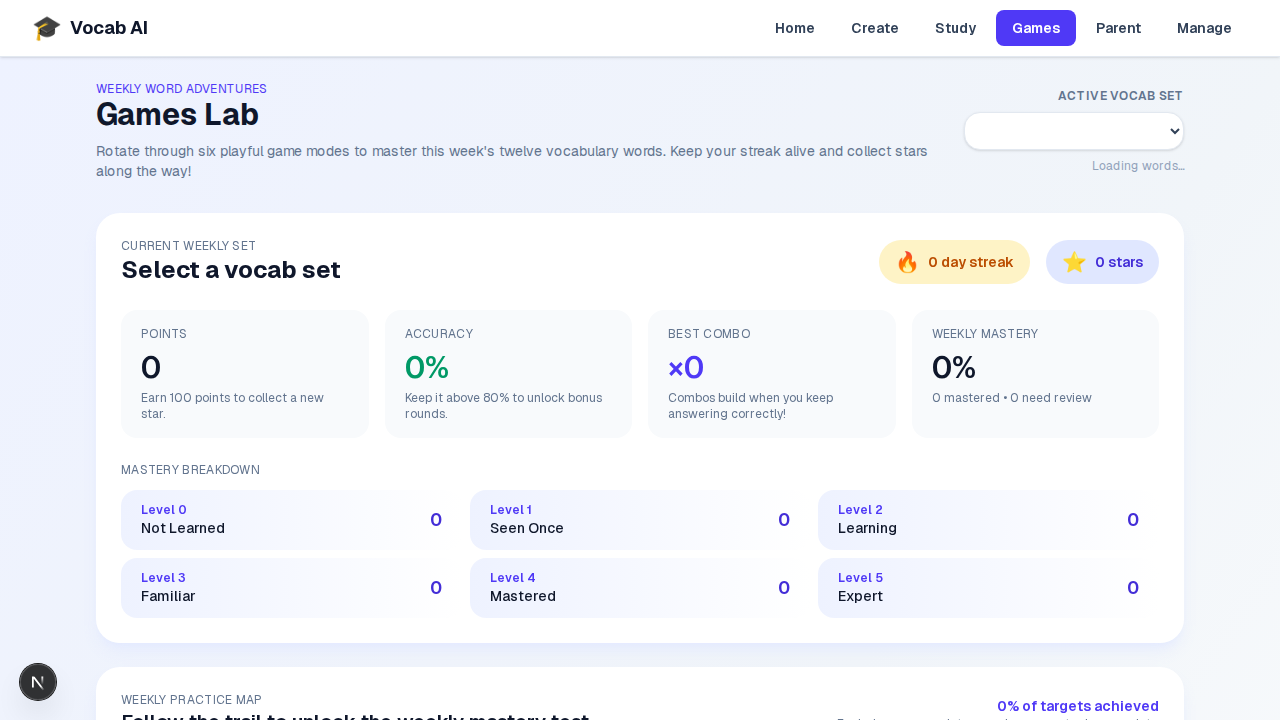 Vocab AI
Home Create Study Games Parent Manage
WEEKLY WORD ADVENTURES
Games Lab
Rotate through six playful game modes to master this week's twelve vocabulary words. Keep your streak alive and collect stars
along the way!
ACTIVE VOCAB SET
Loading words…
CURRENT WEEKLY SET
Select a vocab set
0 day streak
0 stars
POINTS
0
Earn 100 points to collect a new
star.
ACCURACY
0%
Keep it above 80% to unlock bonus
rounds.
BEST COMBO
×0
Combos build when you keep
answering correctly!
WEEKLY MASTERY
0%
0 mastered • 0 need review
MASTERY BREAKDOWN
Level 0
Not Learned
0
Level 1
Seen Once
0
Level 2
Learning
0
Level 3
Familiar
0
Level 4
Mastered
0
Level 5
Expert
0
N
WEEKLY PRACTICE MAP
Follow the trail to unlock the weekly mastery test
0% of targets achieved